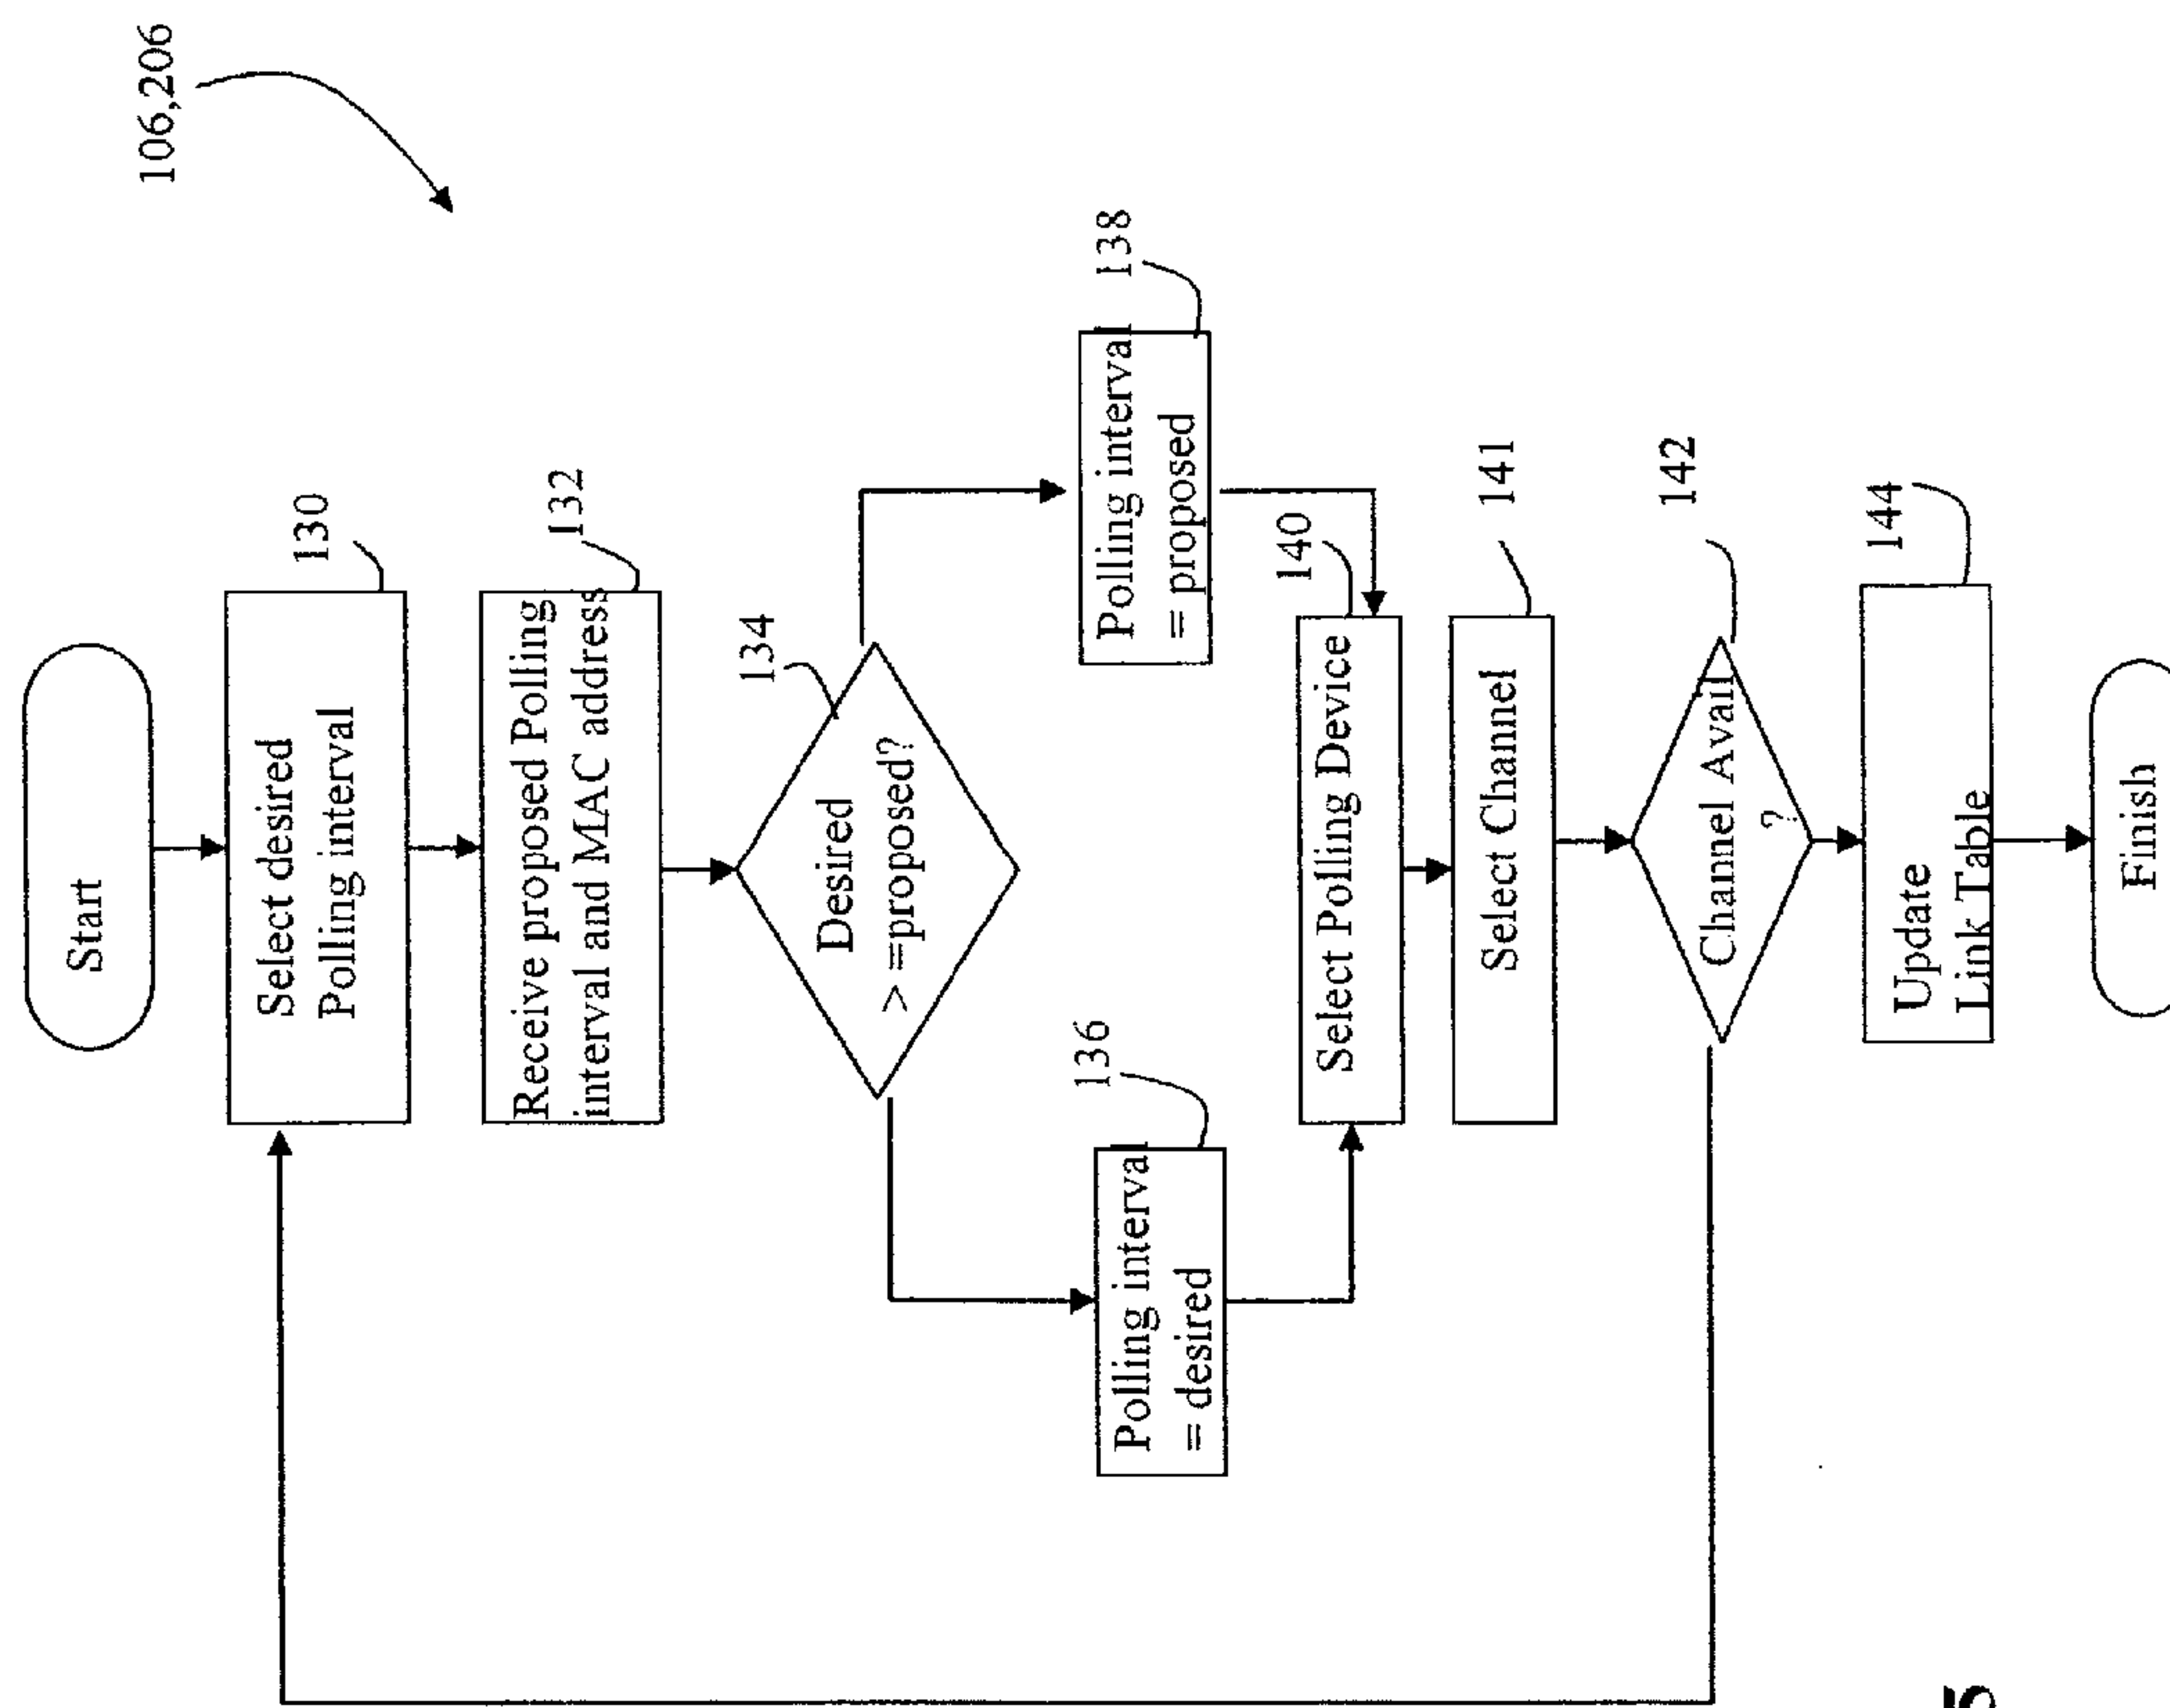 106,206
Start
130
Select desired
Polling interval
132
Receive proposed Polling
interval and MAC address
134
Desired
> =proposed?
136
Polling interval
= desired
138
Polling interval
= proposed
140
Select Polling Device
141
Select Channel
142
Channel Avail
?
144
Update
Link Table
Finish
5